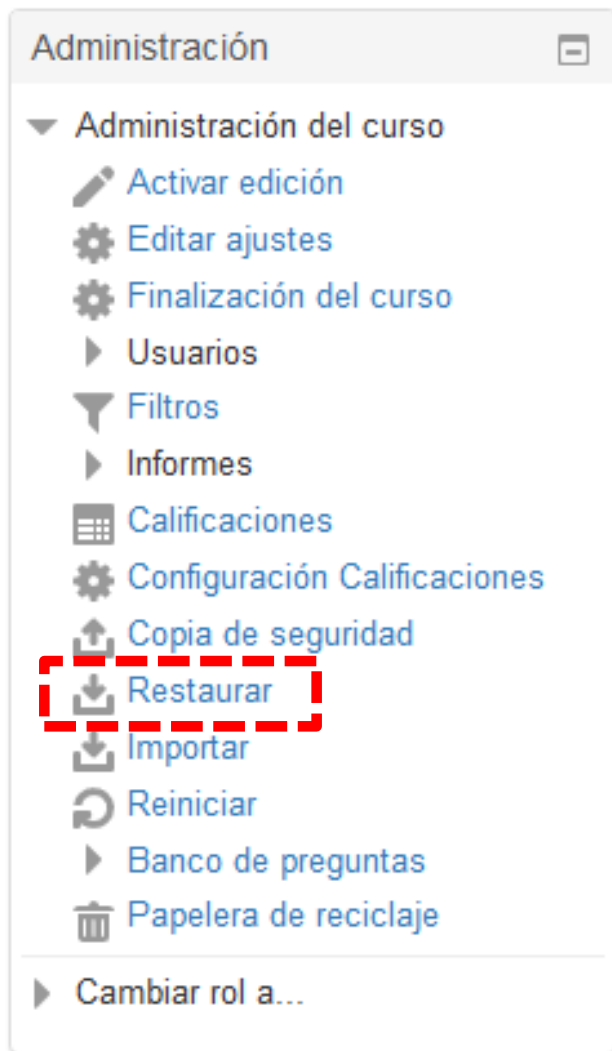 Administración
Administración del curso
Activar edición
Editar ajustes
Finalización del curso
Usuarios
Filtros
Informes
Calificaciones
Configuración Calificaciones
Copia de seguridad
Restaurar
Importar
Reiniciar
Banco de preguntas
Papelera de reciclaje
Cambiar rol a...